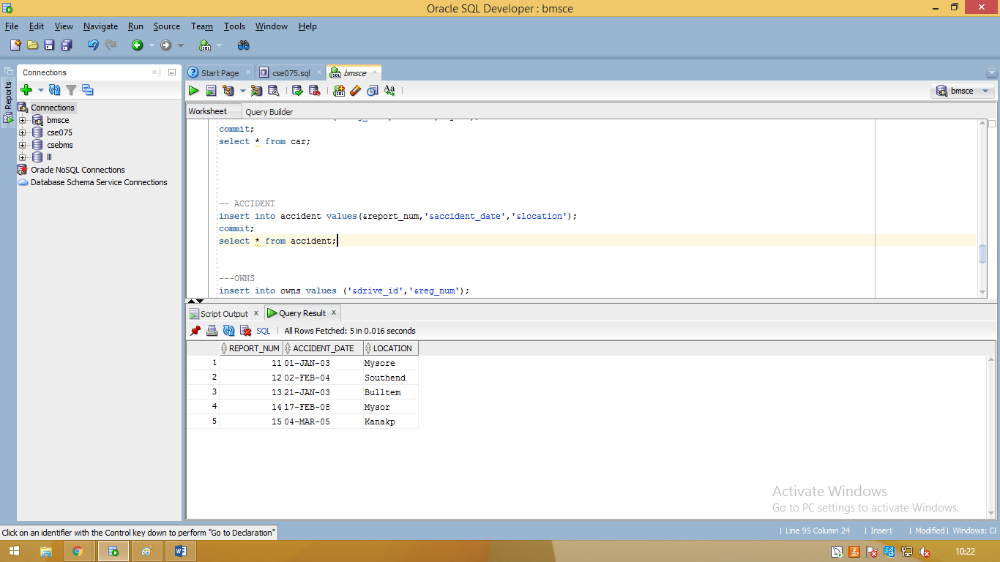 Oracle SQL Developer : bmsce
File Edit View Navigate Run Source Team Tools Window Help
Reports
Connections
Connections
bmsce
cse075
csebms
lll
Oracle NoSQL Connections
Database Schema Service Connections
Start Page cse075.sql bmsce
bmsce
Worksheet Query Builder
commit;
select * from car;
-- ACCIDENT
insert into accident values(&report_num,'&accident_date','&location');
commit;
select * from accident;
---OWNS
insert into owns values ('&drive_id','&reg_num');
Script Output x Query Result x
SQL | All Rows Fetched: 5 in 0.016 seconds
REPORT_NUM ACCIDENT_DATE LOCATION
1 11 01-JAN-03 Mysore
2 12 02-FEB-04 Southend
3 13 21-JAN-03 Bulltem
4 14 17-FEB-08 Mysor
5 15 04-MAR-05 Kanakp
Activate Windows
Go to PC settings to activate Windows.
Click on an identifier with the Control key down to perform "Go to Declaration"
| Line 95 Column 24 | Insert | Modified | Windows: CF
10:22